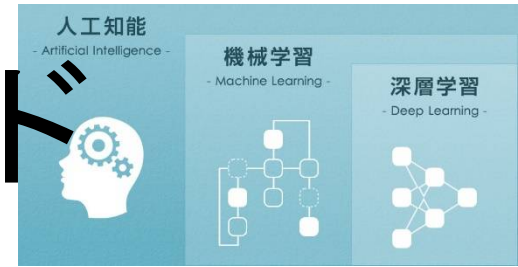 人工知能
- Artificial Intelligence -
機械学習
- Machine Learning -
深層学習
- Deep Learning -
ド